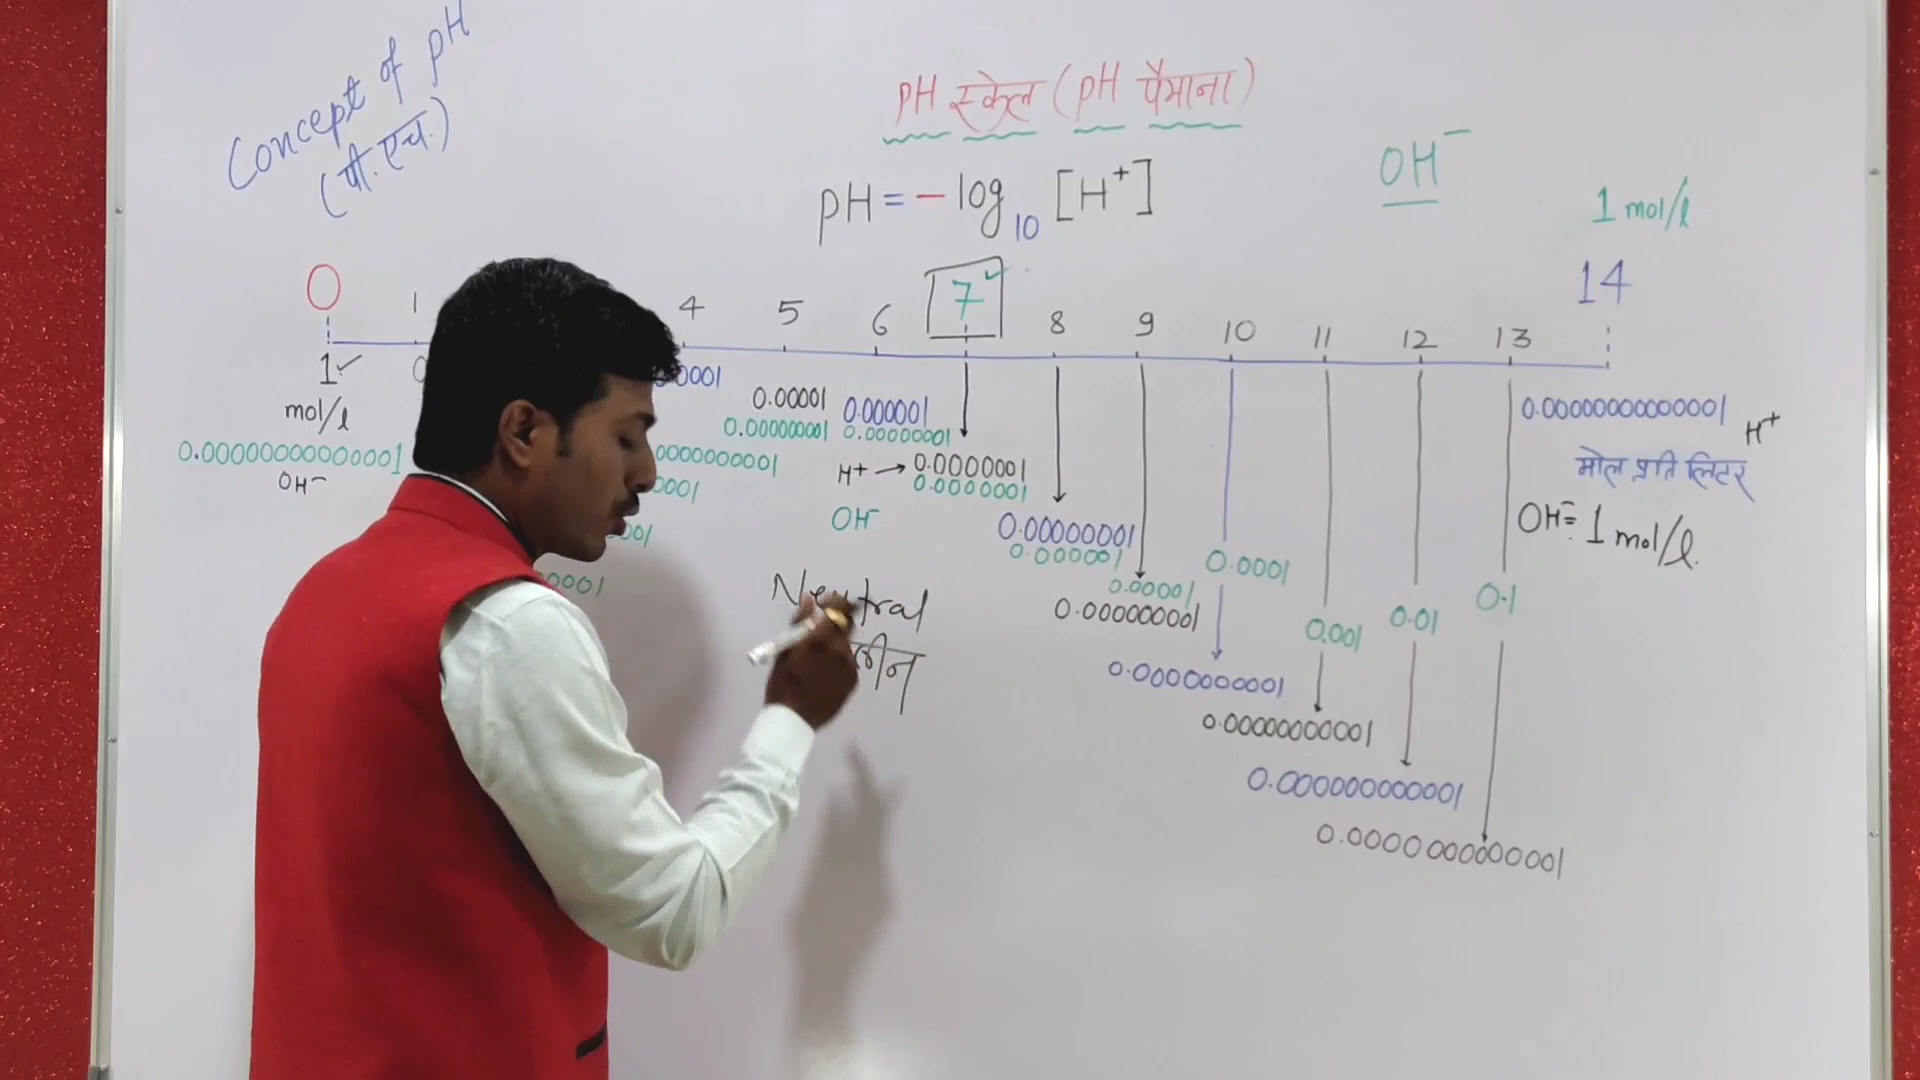 Concept of pH
(पी.एच.)
pH स्केल (pH पैमाना)
pH = - log10 [H+]
OH-
1 mol/l
0 1 4 5 6 7 8 9 10 11 12 13 14
1
mol/l
0.00000000000001
OH-
0.00001
0.000000001
0.000001
0.00000001
H+ → 0.0000001
0.0000001
OH-
Neutral
0.00000001
0.000001
0.00001
0.000000001
0.0001
0.0000000001
0.001
0.00000000001
0.01
0.000000000001
0.1
0.0000000000001
0.00000000000001
H+
मोल प्रति लिटर
OH- = 1 mol/l.